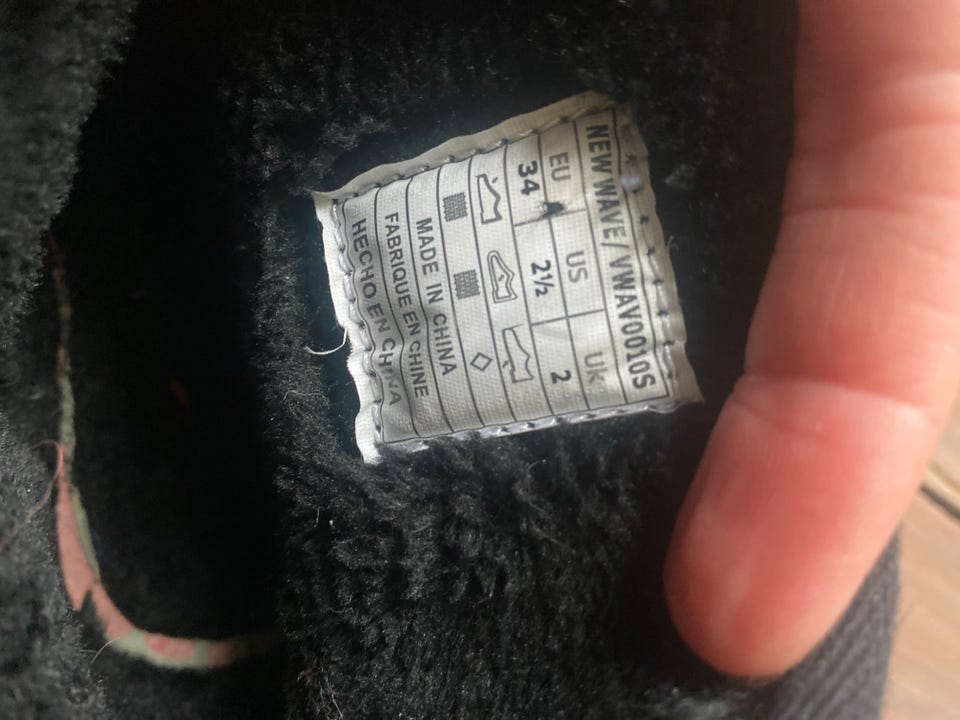 NEW WAVE / VWAV0010S
EU US UK
34 2½ 2
MADE IN CHINA
FABRIQUE EN CHINE
HECHO EN CHINA